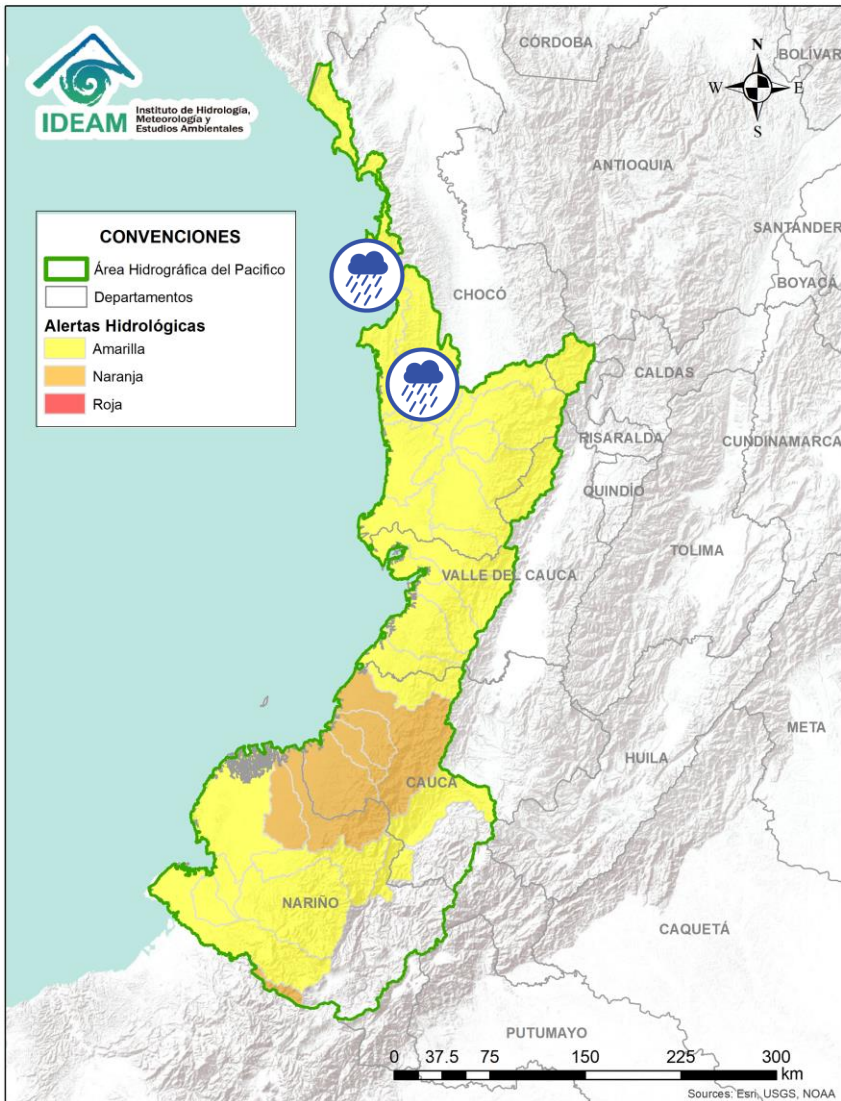 CÓRDOBA
BOLÍVAR
N
W E
S
IDEAM
Instituto de Hidrología,
Meteorología y
Estudios Ambientales
ANTIOQUIA
SANTANDER
CONVENCIONES
Área Hidrográfica del Pacifico
Departamentos
Alertas Hidrológicas
Amarilla
Naranja
Roja
BOYACÁ
CHOCÓ
CALDAS
RISARALDA
CUNDINAMARCA
QUINDÍO
TOLIMA
VALLE DEL CAUCA
META
HUILA
CAUCA
NARIÑO
CAQUETÁ
PUTUMAYO
0 37.5 75 150 225 300
km
Sources: Esri, USGS, NOAA